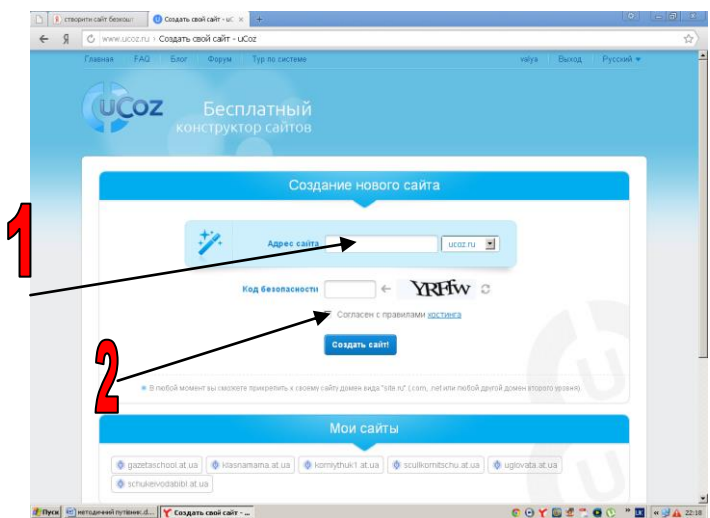 створити сайт безкош
Создать свой сайт - uC
www.ucoz.ru › Создать свой сайт - uCoz
Главная FAQ Блог Форум Тур по системе valya Выход Русский
uCoz Бесплатный
конструктор сайтов
Создание нового сайта
1
Адрес сайта ucoz.ru
Код безопасности YRFfw
Согласен с правилами хостинга
2
Создать сайт!
В любой момент вы сможете прикрепить к своему сайту домен вида "site.ru" (.com, .net или любой другой домен второго уровня).
Мои сайты
gazetaschool.at.ua klasnamama.at.ua korniythuk1.at.ua scullkomitschu.at.ua uglovata.at.ua
schukeivodabibl.at.ua
Пуск методичний путівник.d... Создать свой сайт - ... 22:18